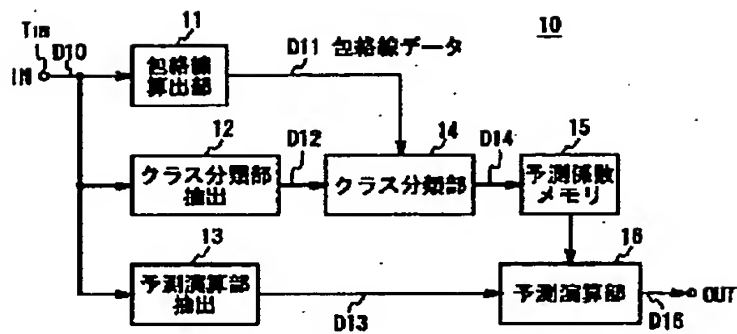 10
TIN
IN
D10
11
包絡線
算出部
D11 包絡線データ
12
クラス分類部
抽出
D12
14
クラス分類部
D14
15
予測係数
メモリ
13
予測演算部
抽出
D13
16
予測演算部
D16
OUT